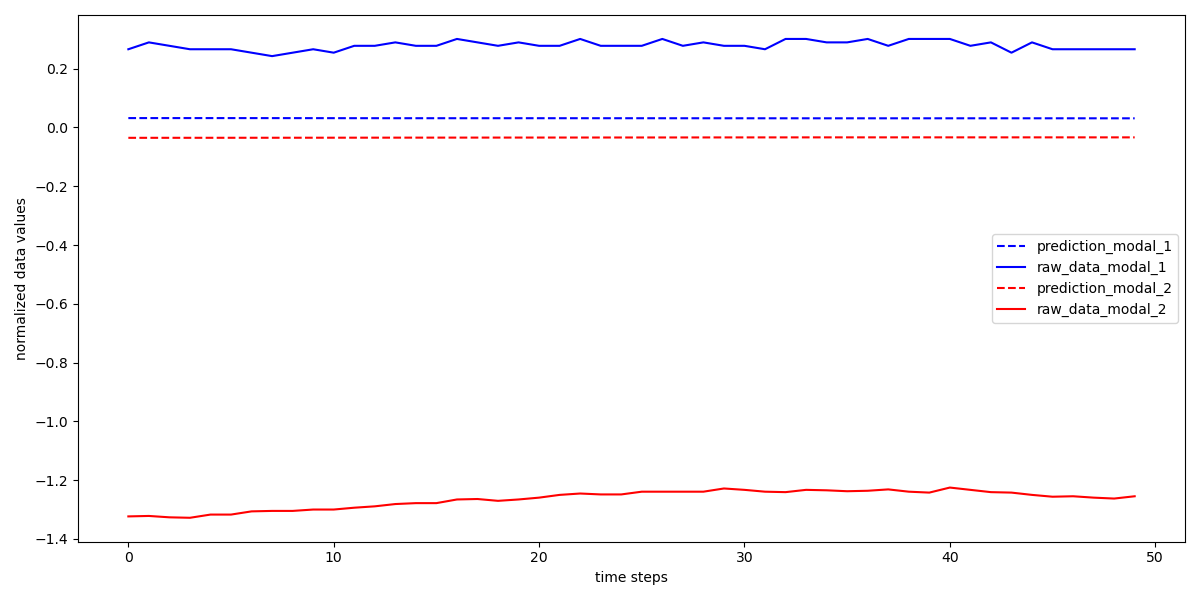 0.2
0.0
−0.2
−0.4
−0.6
−0.8
−1.0
−1.2
−1.4
normalized data values
prediction_modal_1
raw_data_modal_1
prediction_modal_2
raw_data_modal_2
0 10 20 30 40 50
time steps